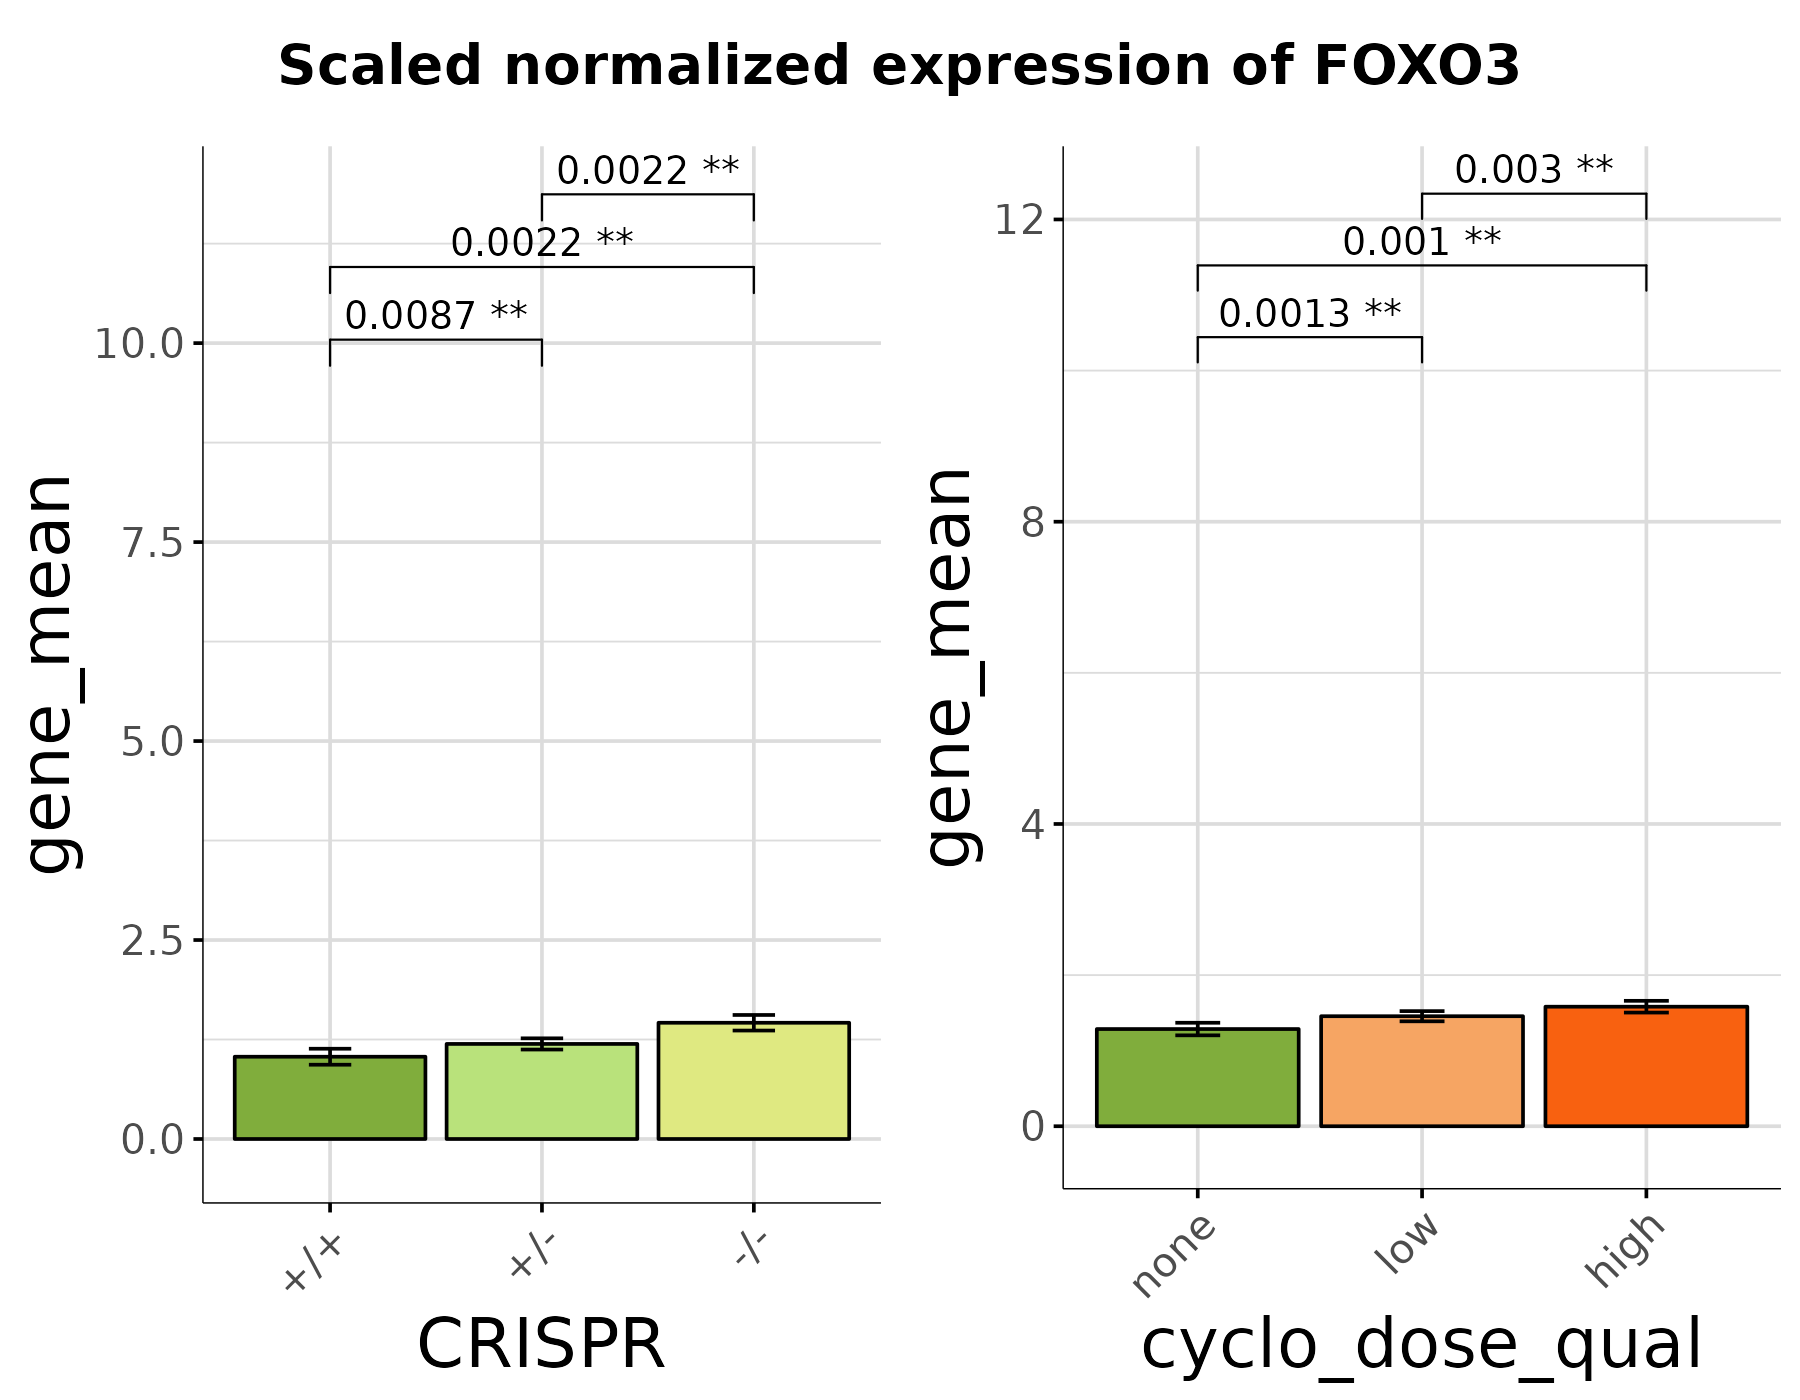 Scaled normalized expression of FOXO3
gene_mean
10.0
7.5
5.0
2.5
0.0
0.0022 **
0.0022 **
0.0087 **
+/+
+/-
-/-
CRISPR
gene_mean
12
8
4
0
0.003 **
0.001 **
0.0013 **
none
low
high
cyclo_dose_qual